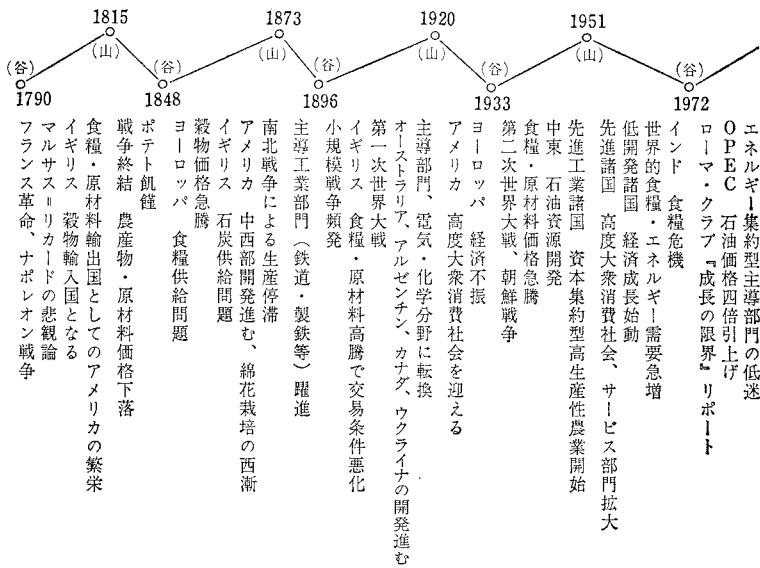 1815
1873
1920
1951
(山)
(山)
(山)
(山)
(谷)
(谷)
(谷)
(谷)
(谷)
1790
1848
1896
1933
1972
フランス革命、ナポレオン戦争
マルサス=リカードの悲観論
イギリス 穀物輸入国となる
食糧・原材料輸出国としてのアメリカの繁栄
戦争終結 農産物・原材料価格下落
ポテト飢饉
ヨーロッパ 食糧供給問題
穀物価格急騰
イギリス 石炭供給問題
アメリカ 中西部開発進む、綿花栽培の西漸
南北戦争による生産停滞
主導工業部門(鉄道・製鉄等)躍進
小規模戦争頻発
イギリス 食糧・原材料高騰で交易条件悪化
第一次世界大戦
オーストラリア、アルゼンチン、カナダ、ウクライナの開発進む
主導部門、電気・化学分野に転換
アメリカ 高度大衆消費社会を迎える
ヨーロッパ 経済不振
第二次世界大戦、朝鮮戦争
食糧・原材料価格急騰
中東 石油資源開発
先進工業諸国 資本集約型高生産性農業開始
先進諸国 高度大衆消費社会、サービス部門拡大
低開発諸国 経済成長始動
世界的食糧・エネルギー需要急増
インド 食糧危機
ローマ・クラブ『成長の限界』リポート
OPEC 石油価格四倍引上げ
エネルギー集約型主導部門の低迷